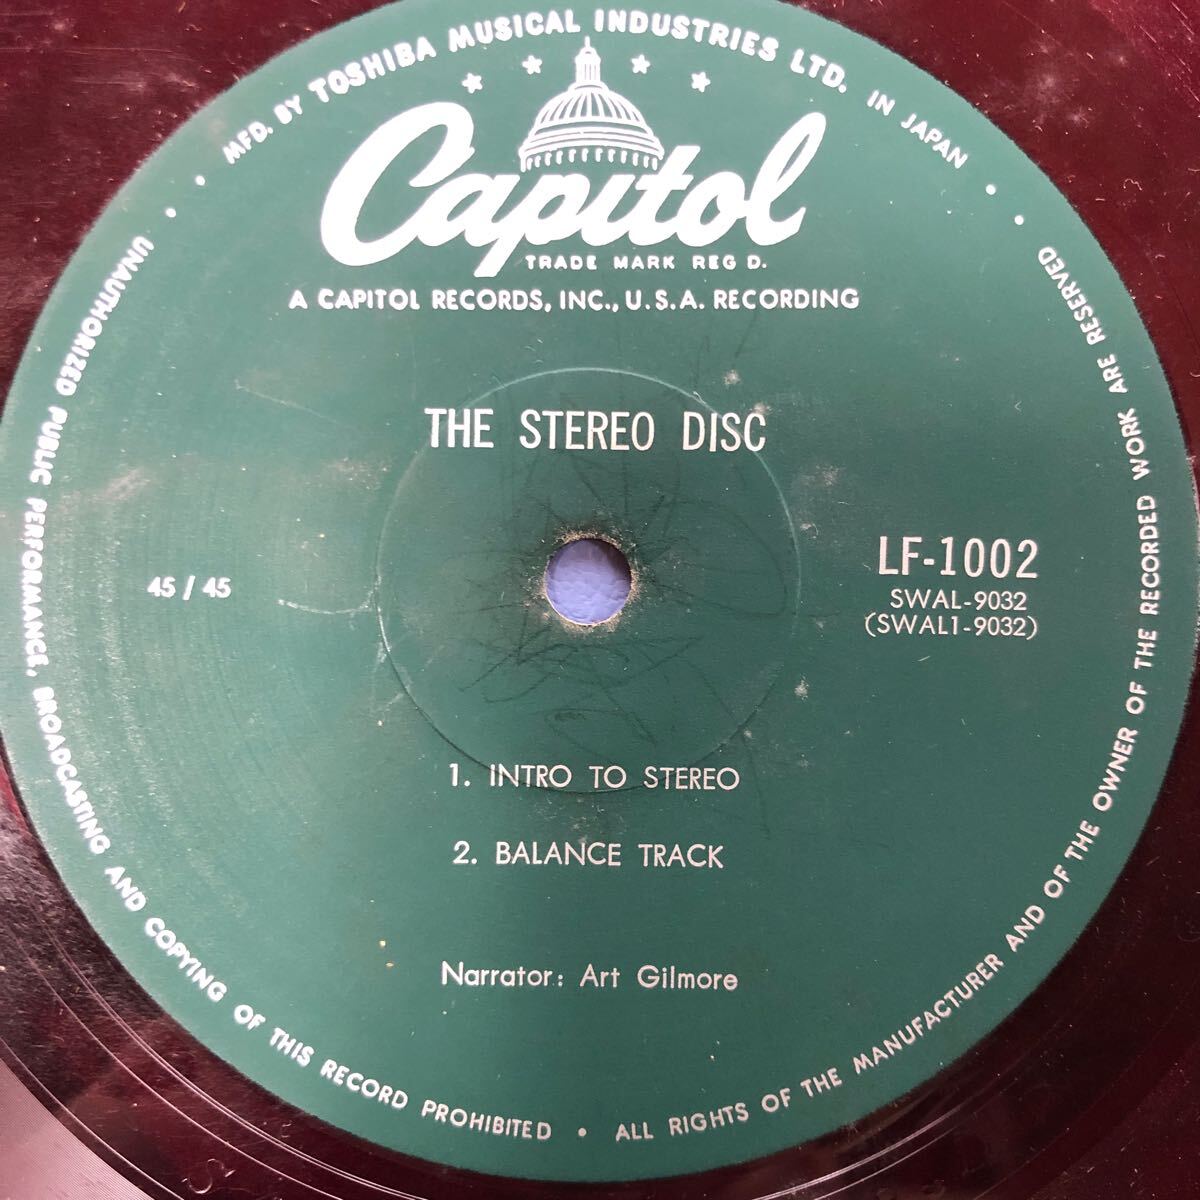 MFD. BY TOSHIBA MUSICAL INDUSTRIES LTD. IN JAPAN
Capitol
TRADE MARK REG D.
A CAPITOL RECORDS, INC., U.S.A. RECORDING
THE STEREO DISC
LF-1002
SWAL-9032
(SWAL1-9032)
45 / 45
1. INTRO TO STEREO
2. BALANCE TRACK
Narrator: Art Gilmore
UNAUTHORIZED PUBLIC PERFORMANCE, BROADCASTING AND COPYING OF THIS RECORD PROHIBITED • ALL RIGHTS OF THE MANUFACTURER AND OF THE OWNER OF THE RECORDED WORK ARE RESERVED